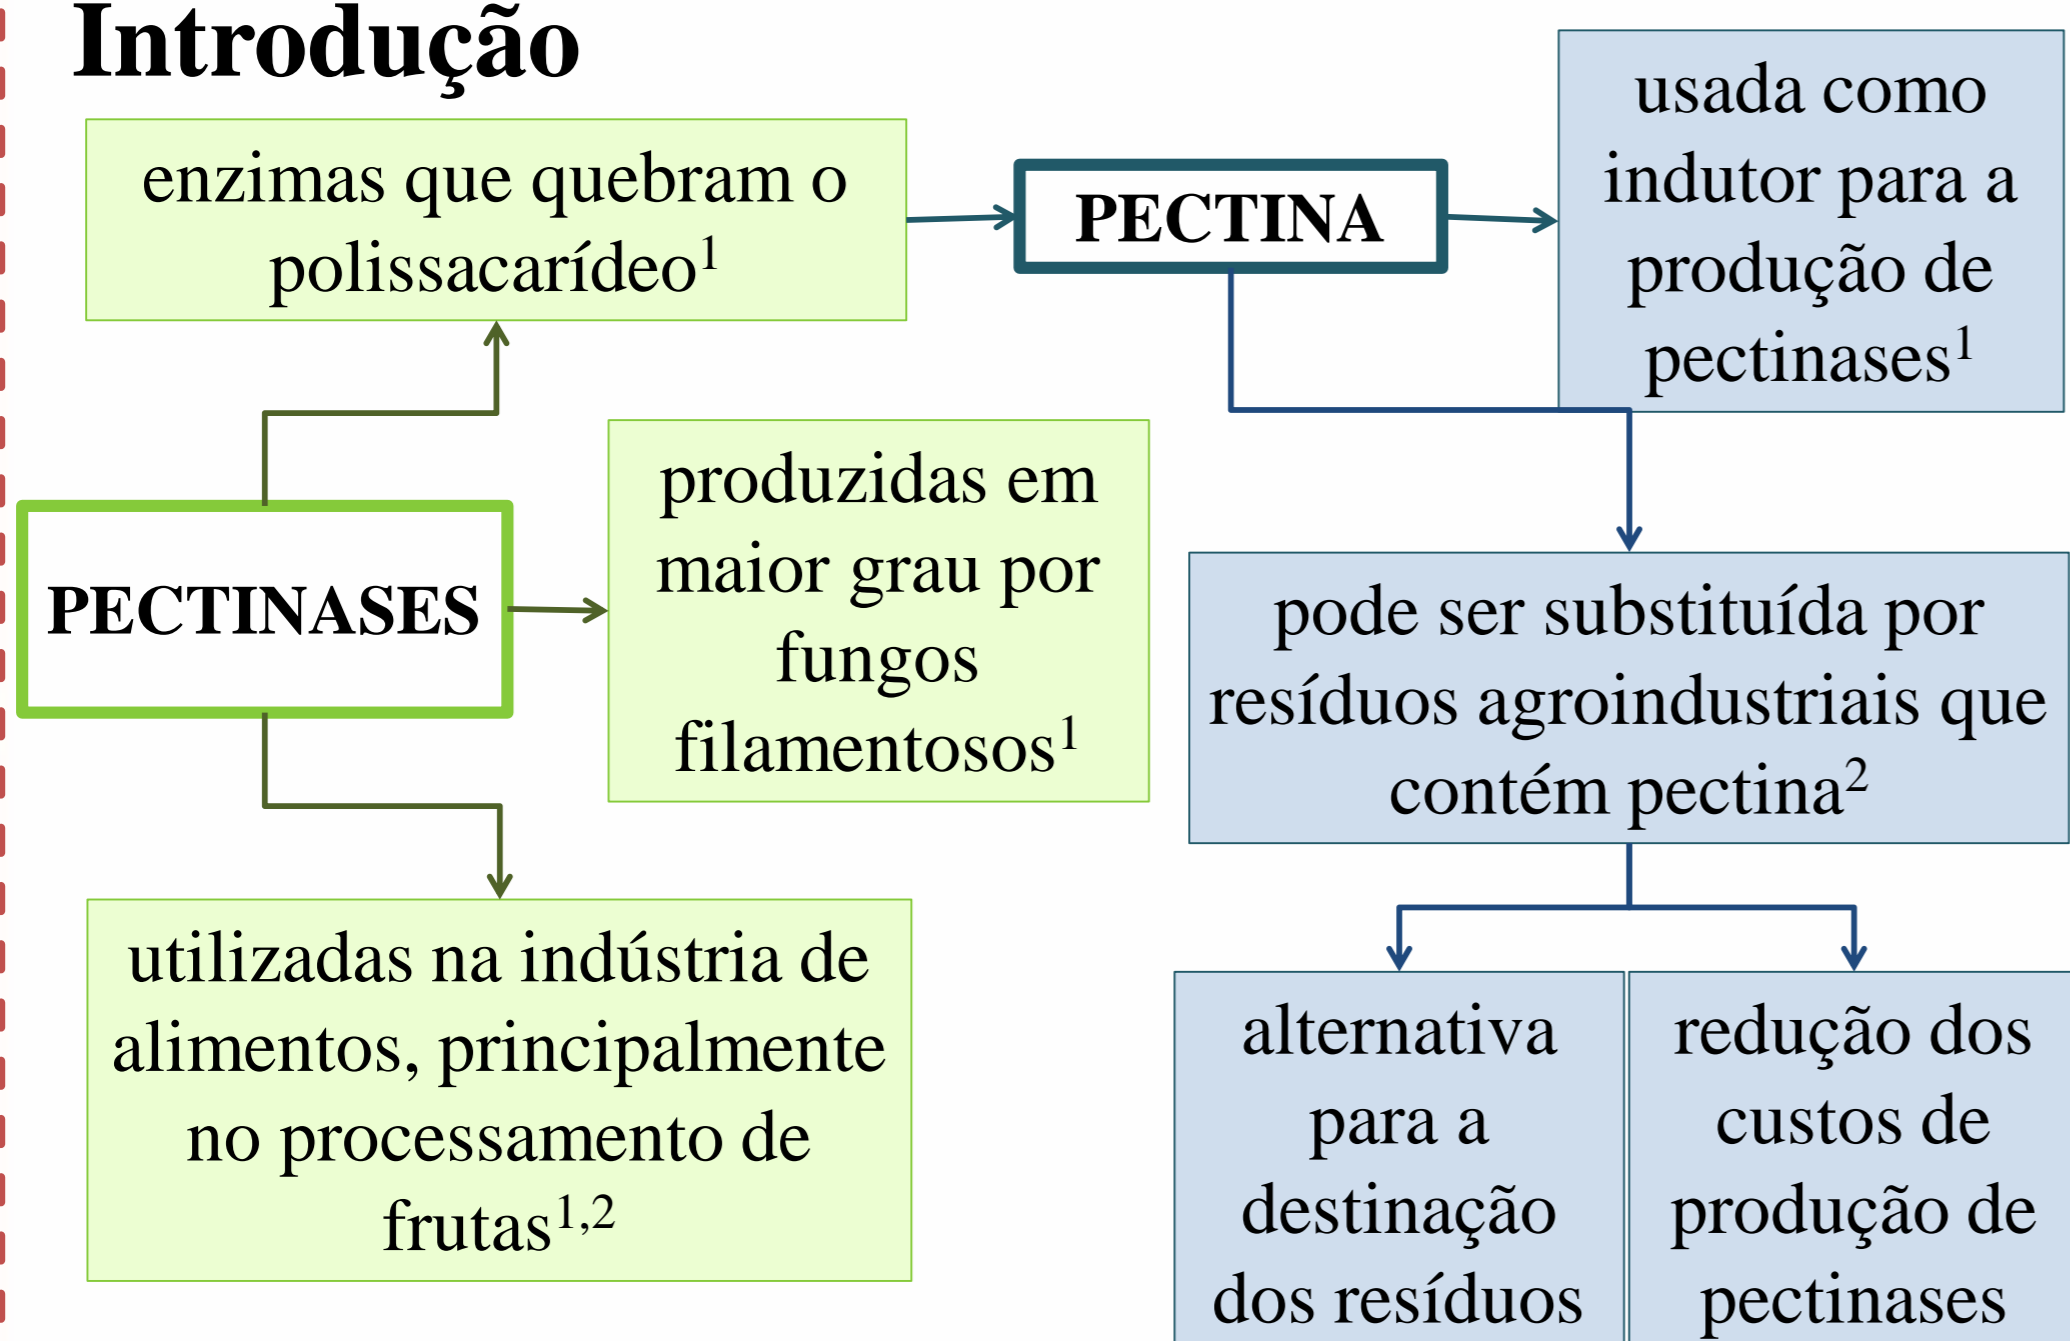 Introdução
enzimas que quebram o
polissacarídeo¹
PECTINA
usada como
indutor para a
produção de
pectinases¹
PECTINASES
produzidas em
maior grau por
fungos
filamentosos¹
pode ser substituída por
resíduos agroindustriais que
contém pectina²
utilizadas na indústria de
alimentos, principalmente
no processamento de
frutas¹,²
alternativa
para a
destinação
dos resíduos
redução dos
custos de
produção de
pectinases